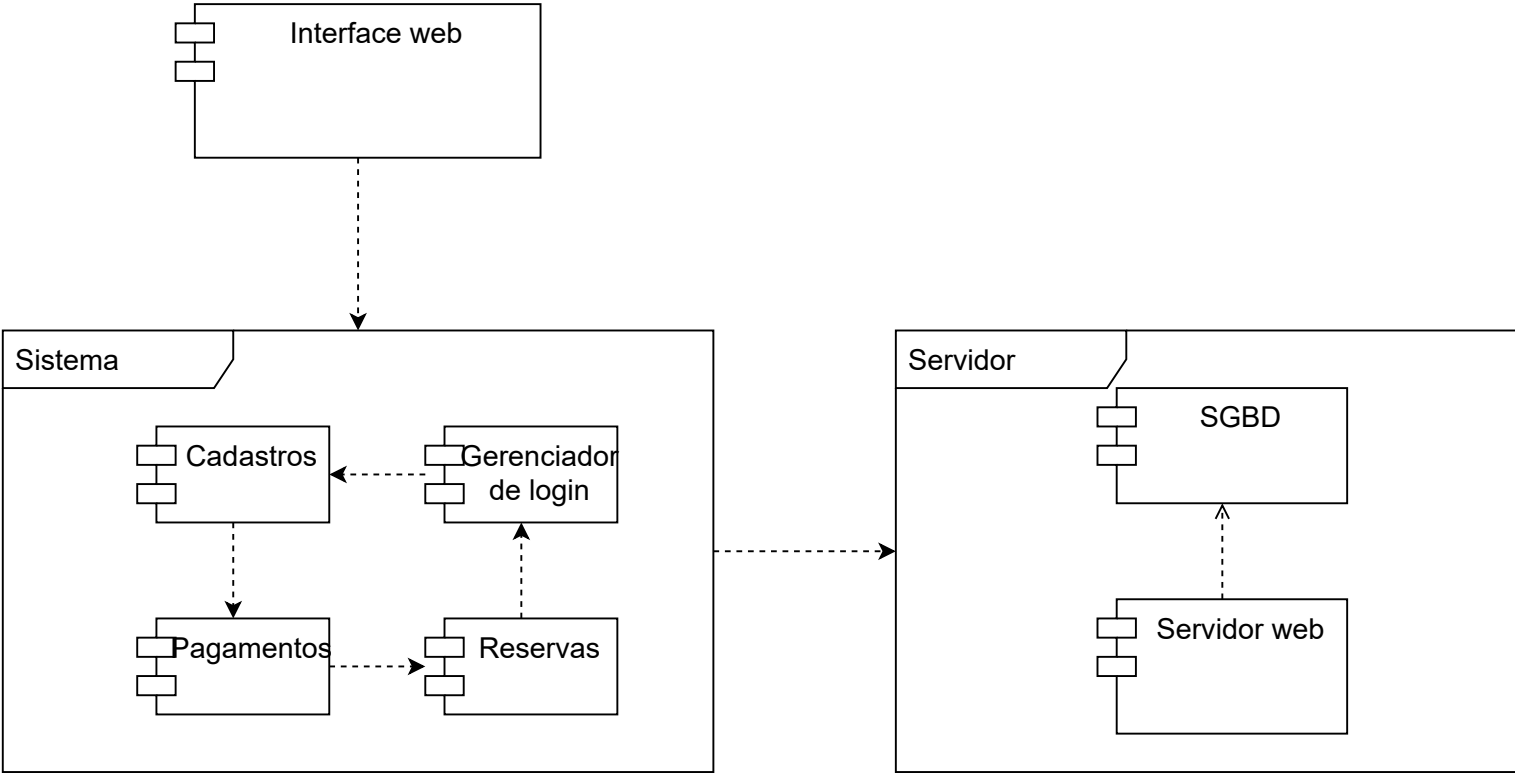 Interface web
Sistema
Servidor
SGBD
Cadastros
Gerenciador
de login
Servidor web
Pagamentos
Reservas